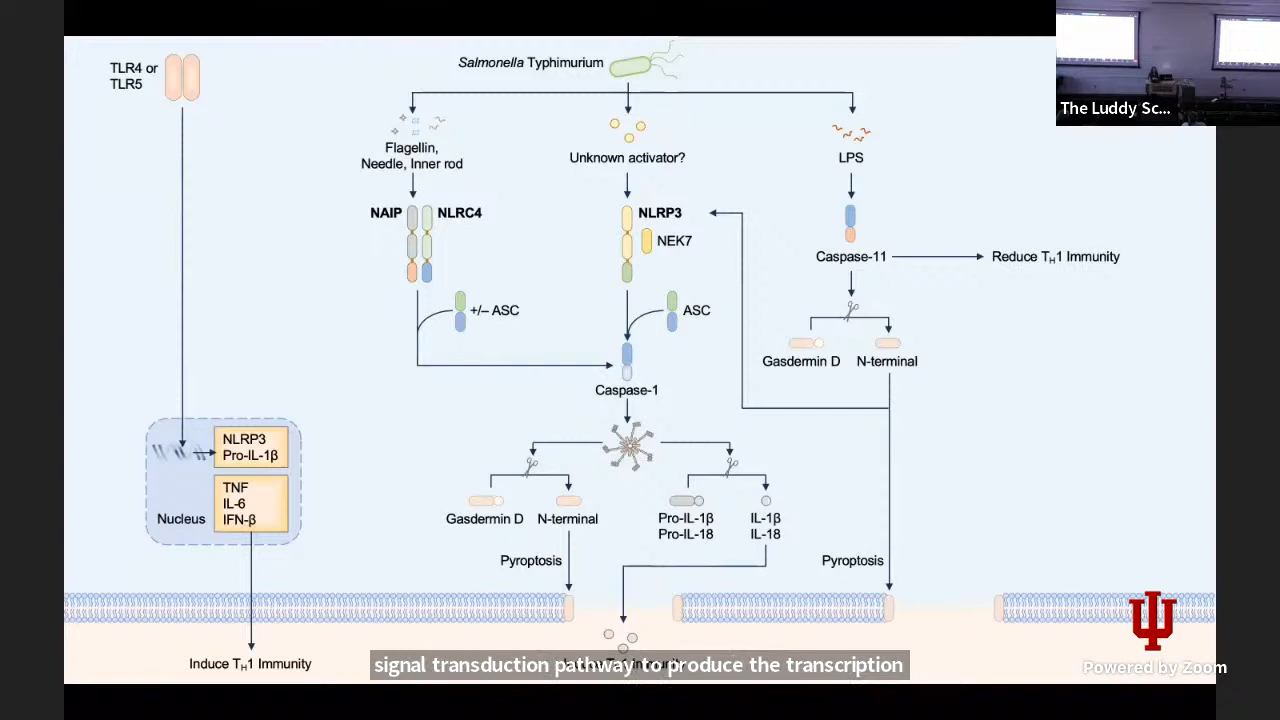 The Luddy Sc...
TLR4 or
TLR5
Salmonella Typhimurium
Flagellin,
Needle, Inner rod
Unknown activator?
LPS
NAIP
NLRC4
NLRP3
NEK7
Caspase-11
Reduce TH1 Immunity
+/– ASC
ASC
Gasdermin D
N-terminal
Caspase-1
NLRP3
Pro-IL-1β
TNF
IL-6
IFN-β
Nucleus
Gasdermin D
N-terminal
Pro-IL-1β
Pro-IL-18
IL-1β
IL-18
Pyroptosis
Pyroptosis
Induce TH1 Immunity
signal transduction pathway to produce the transcription
Powered by Zoom